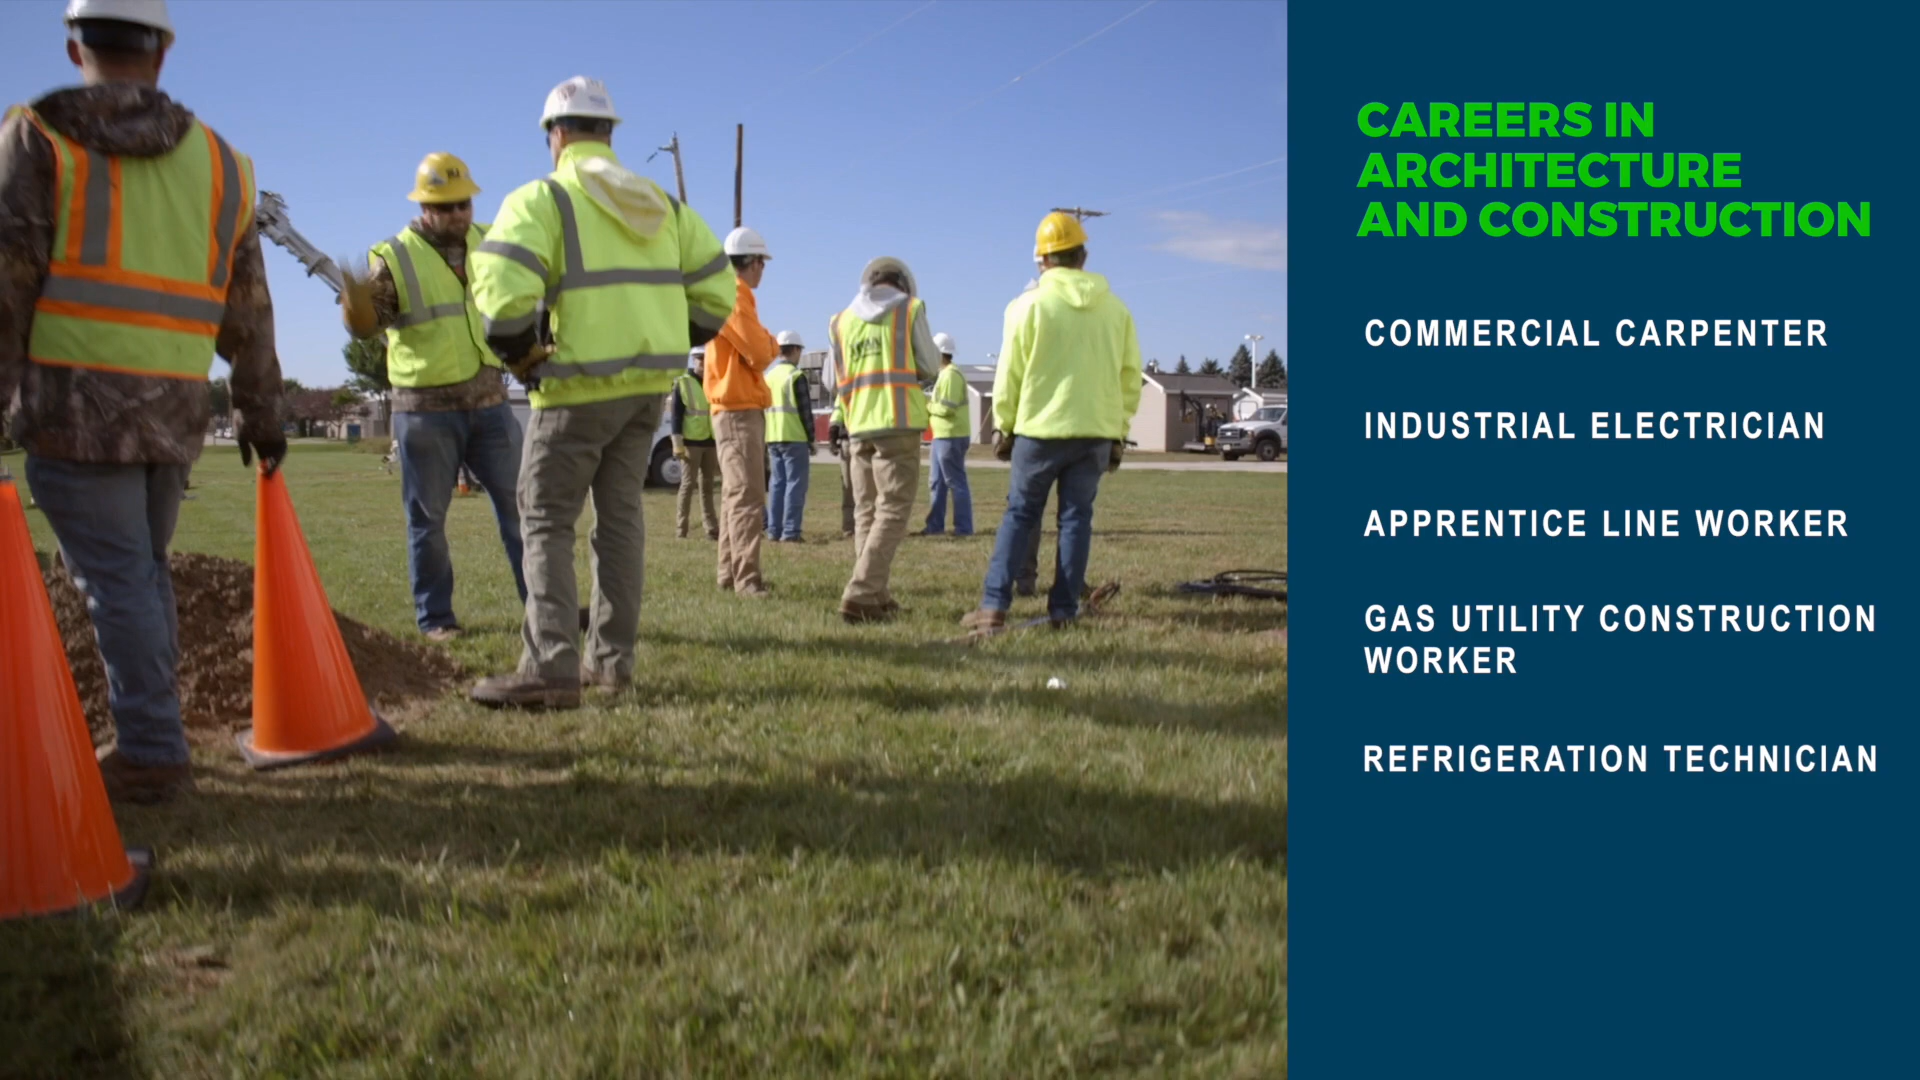 CAREERS IN
ARCHITECTURE
AND CONSTRUCTION
COMMERCIAL CARPENTER
INDUSTRIAL ELECTRICIAN
APPRENTICE LINE WORKER
GAS UTILITY CONSTRUCTION
WORKER
REFRIGERATION TECHNICIAN